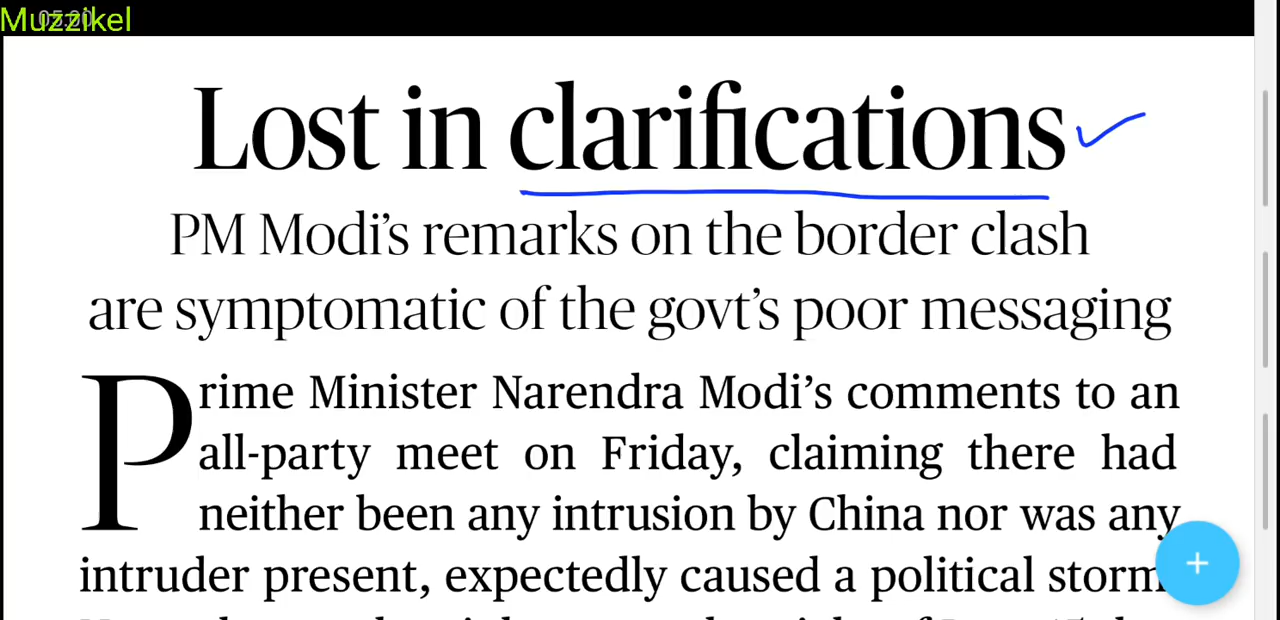 Muzzikel
Lost in clarifications
PM Modi's remarks on the border clash
are symptomatic of the govt's poor messaging
Prime Minister Narendra Modi's comments to an
all-party meet on Friday, claiming there had
neither been any intrusion by China nor was any
intruder present, expectedly caused a political storm